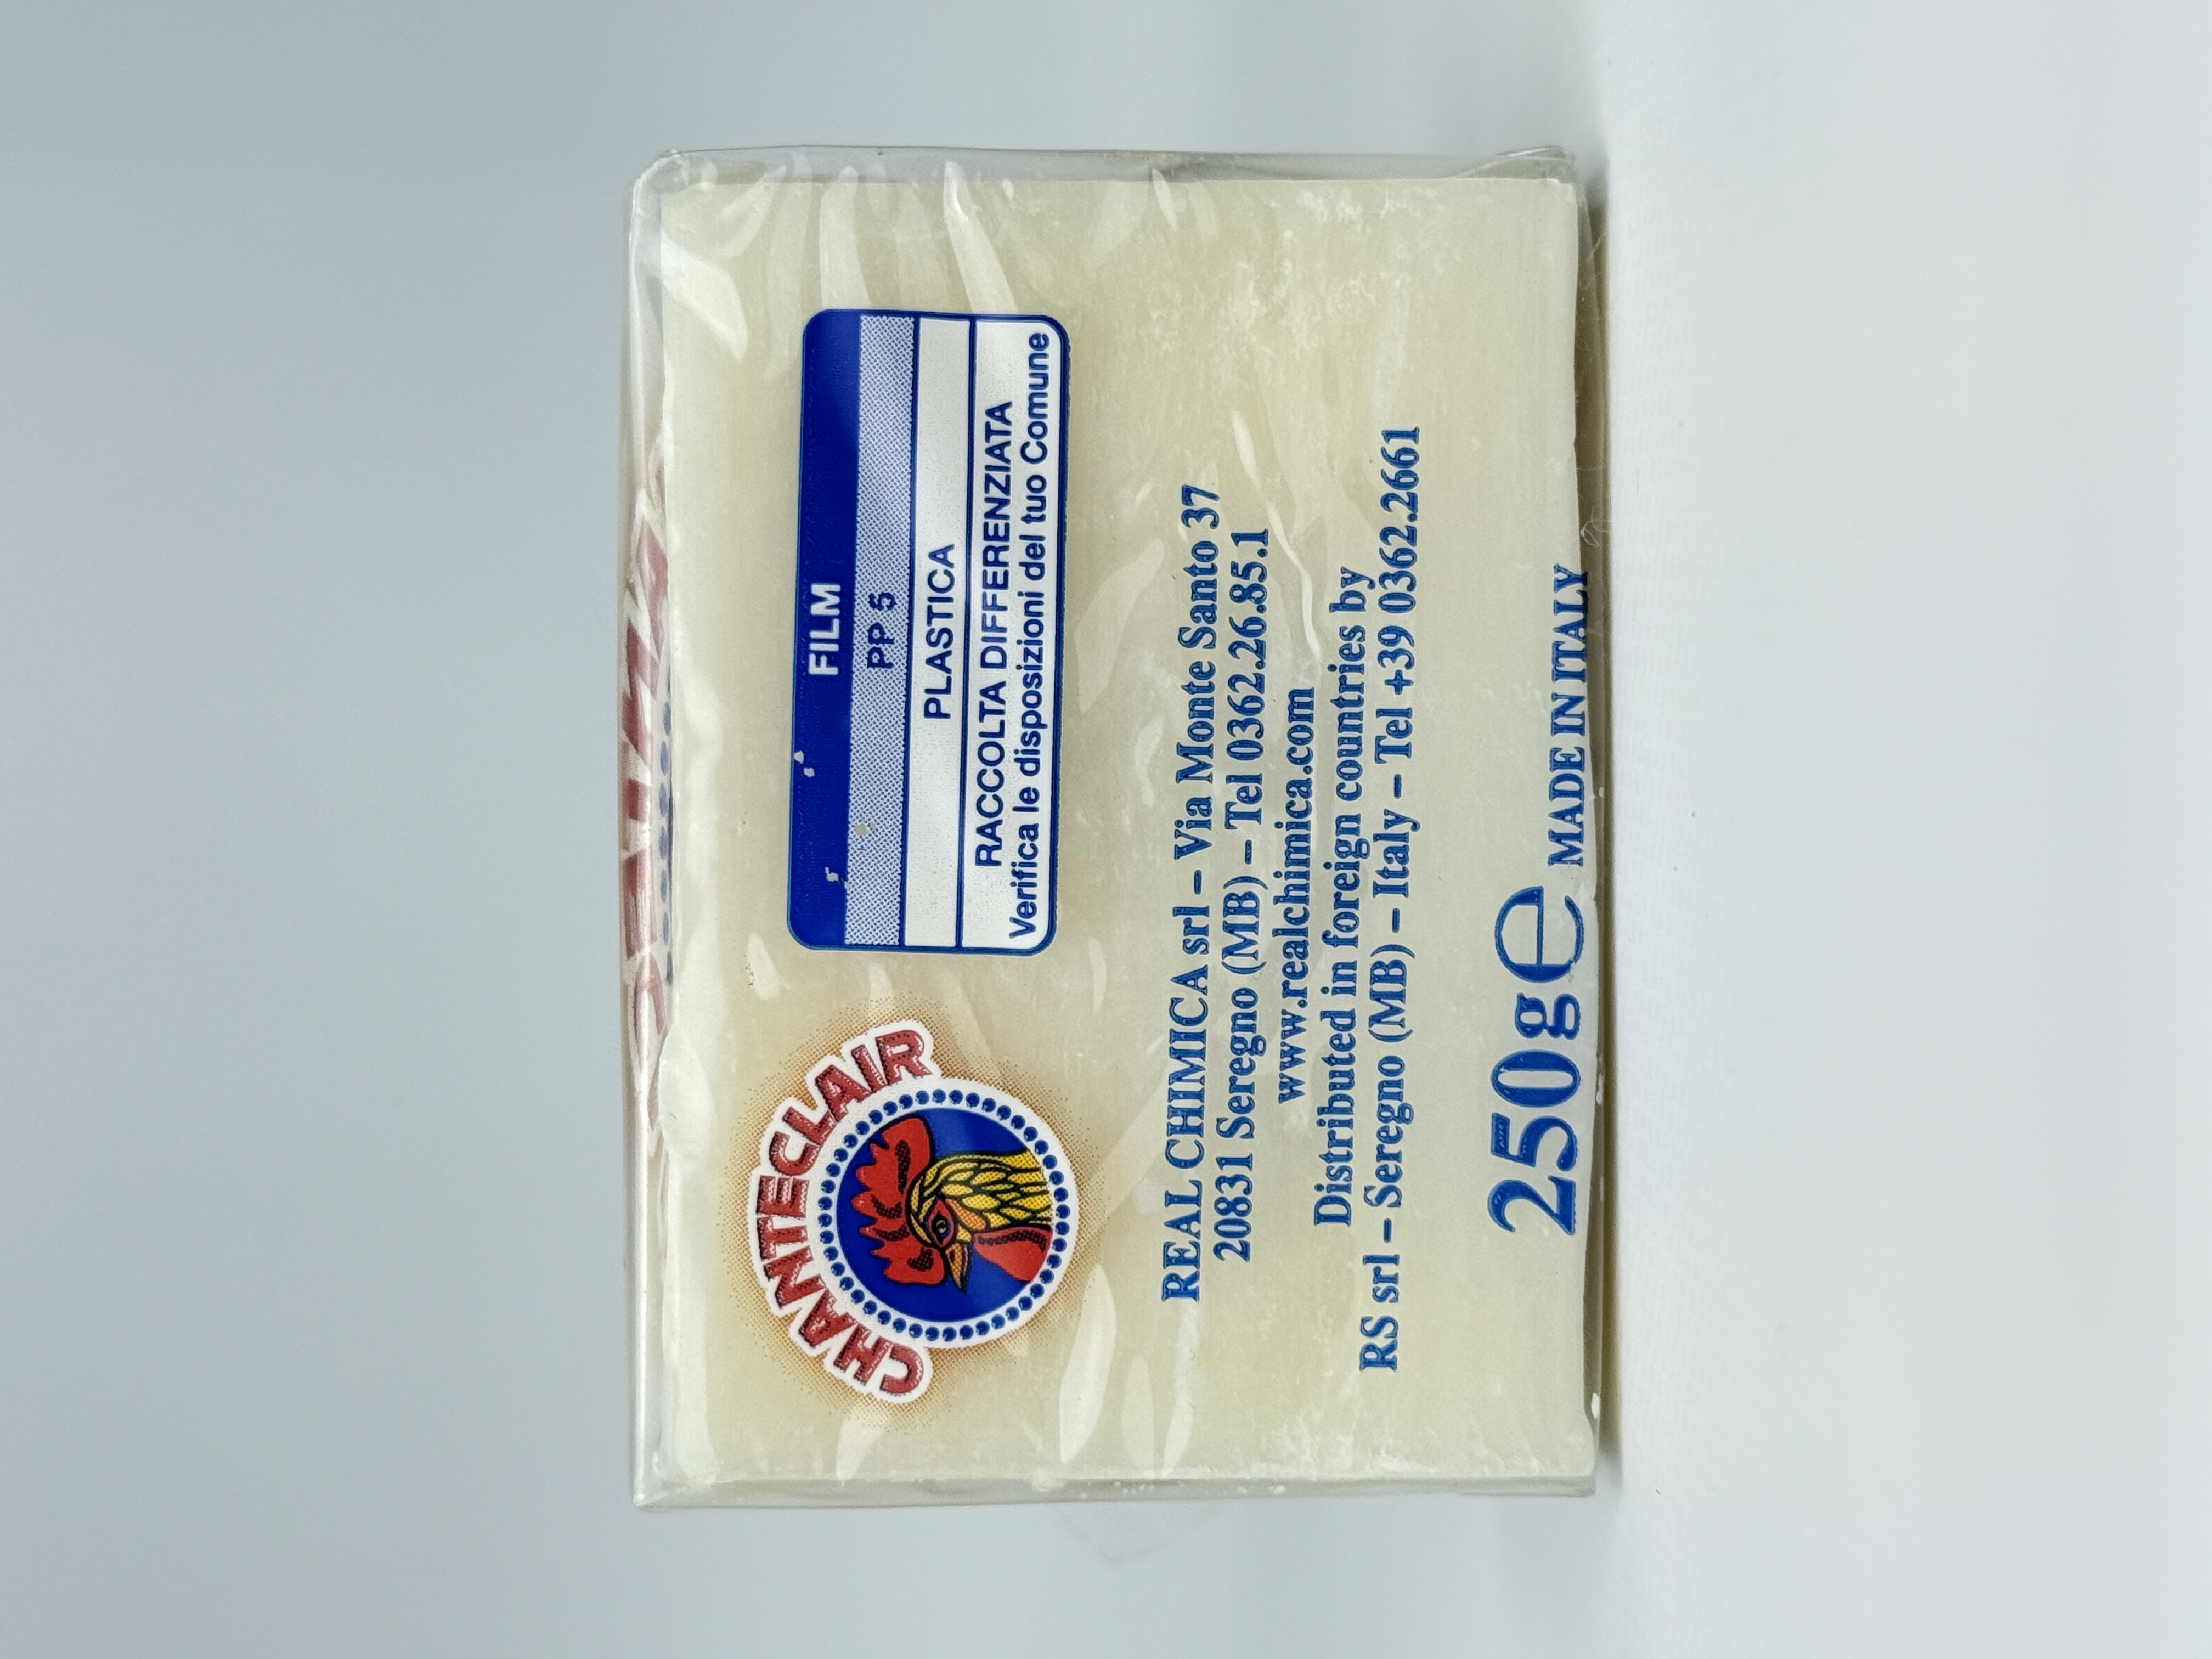 CHANTECLAIR
FILM
PP 5
PLASTICA
RACCOLTA DIFFERENZIATA
Verifica le disposizioni del tuo Comune
REAL CHIMICA srl – Via Monte Santo 37
20831 Seregno (MB) – Tel 0362.26.85.1
www.realchimica.com
Distributed in foreign countries by
RS srl – Seregno (MB) – Italy – Tel +39 0362.2661
250g e MADE IN ITALY